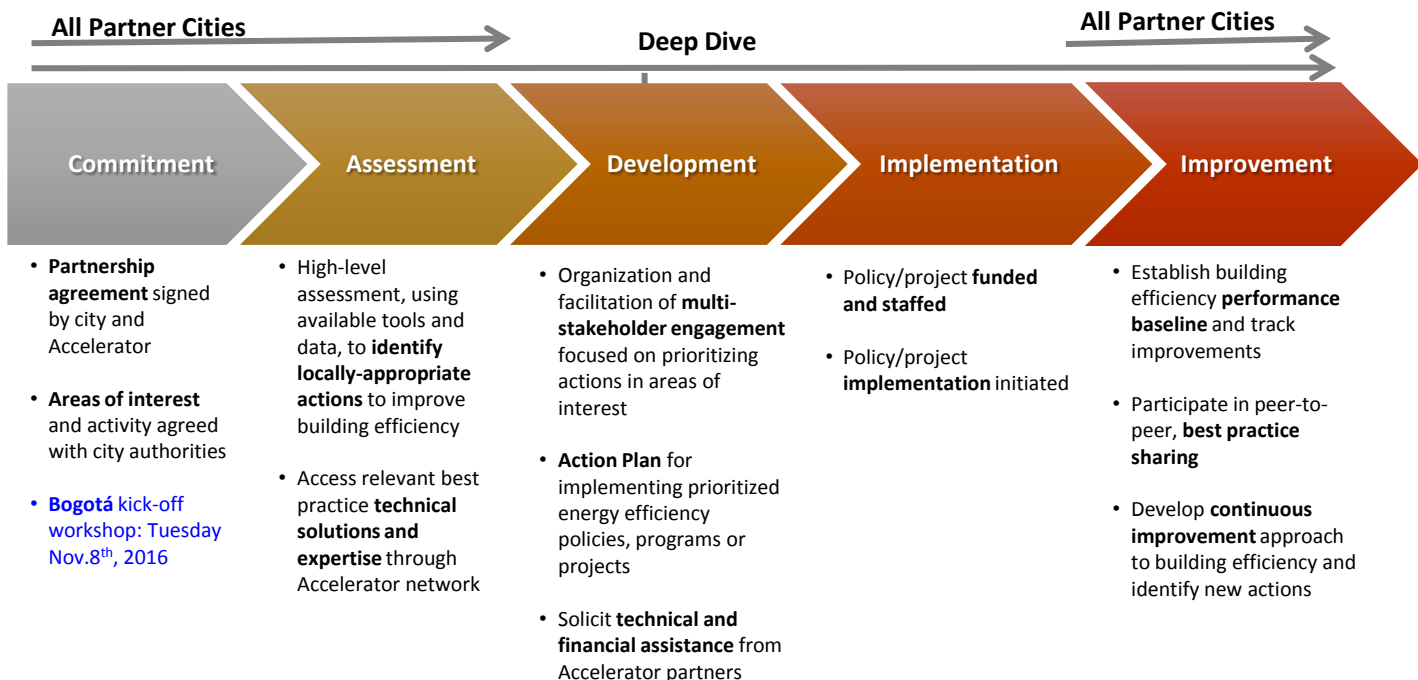 All Partner Cities
Deep Dive
All Partner Cities
Commitment
Assessment
Development
Implementation
Improvement
• Partnership
agreement signed
by city and
Accelerator
• Areas of interest
and activity agreed
with city authorities
• Bogotá kick-off
workshop: Tuesday
Nov.8th, 2016
• High-level
assessment, using
available tools and
data, to identify
locally-appropriate
actions to improve
building efficiency
• Access relevant best
practice technical
solutions and
expertise through
Accelerator network
• Organization and
facilitation of multi-
stakeholder engagement
focused on prioritizing
actions in areas of
interest
• Action Plan for
implementing prioritized
energy efficiency
policies, programs or
projects
• Solicit technical and
financial assistance from
Accelerator partners
• Policy/project funded
and staffed
• Policy/project
implementation initiated
• Establish building
efficiency performance
baseline and track
improvements
• Participate in peer-to-
peer, best practice
sharing
• Develop continuous
improvement approach
to building efficiency and
identify new actions